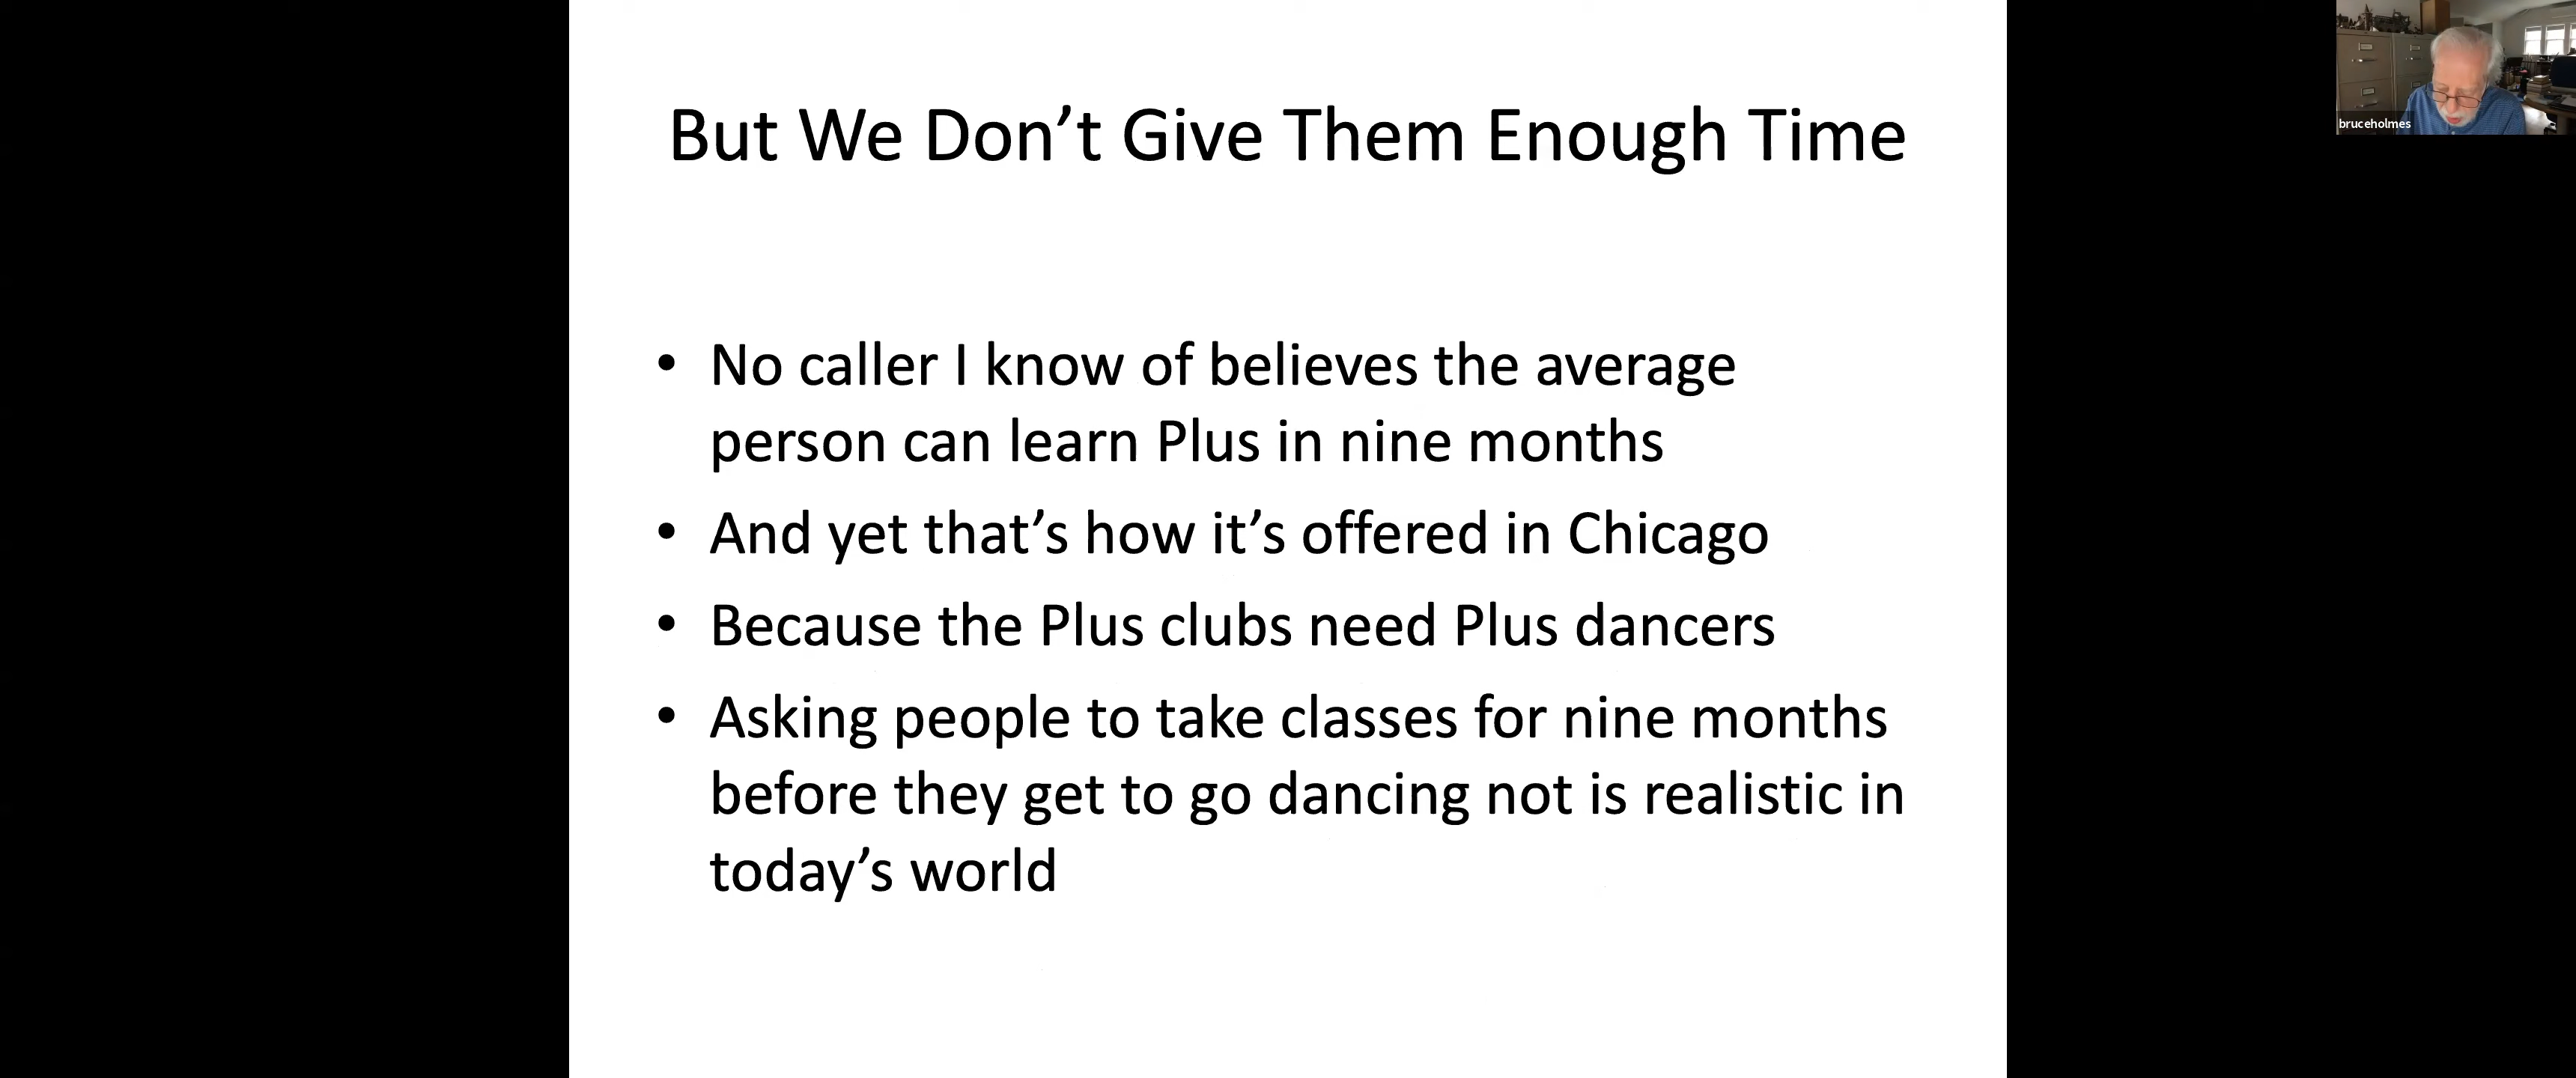 But We Don't Give Them Enough Time
• No caller I know of believes the average
person can learn Plus in nine months
• And yet that's how it's offered in Chicago
• Because the Plus clubs need Plus dancers
• Asking people to take classes for nine months
before they get to go dancing not is realistic in
today's world
bruceholmes